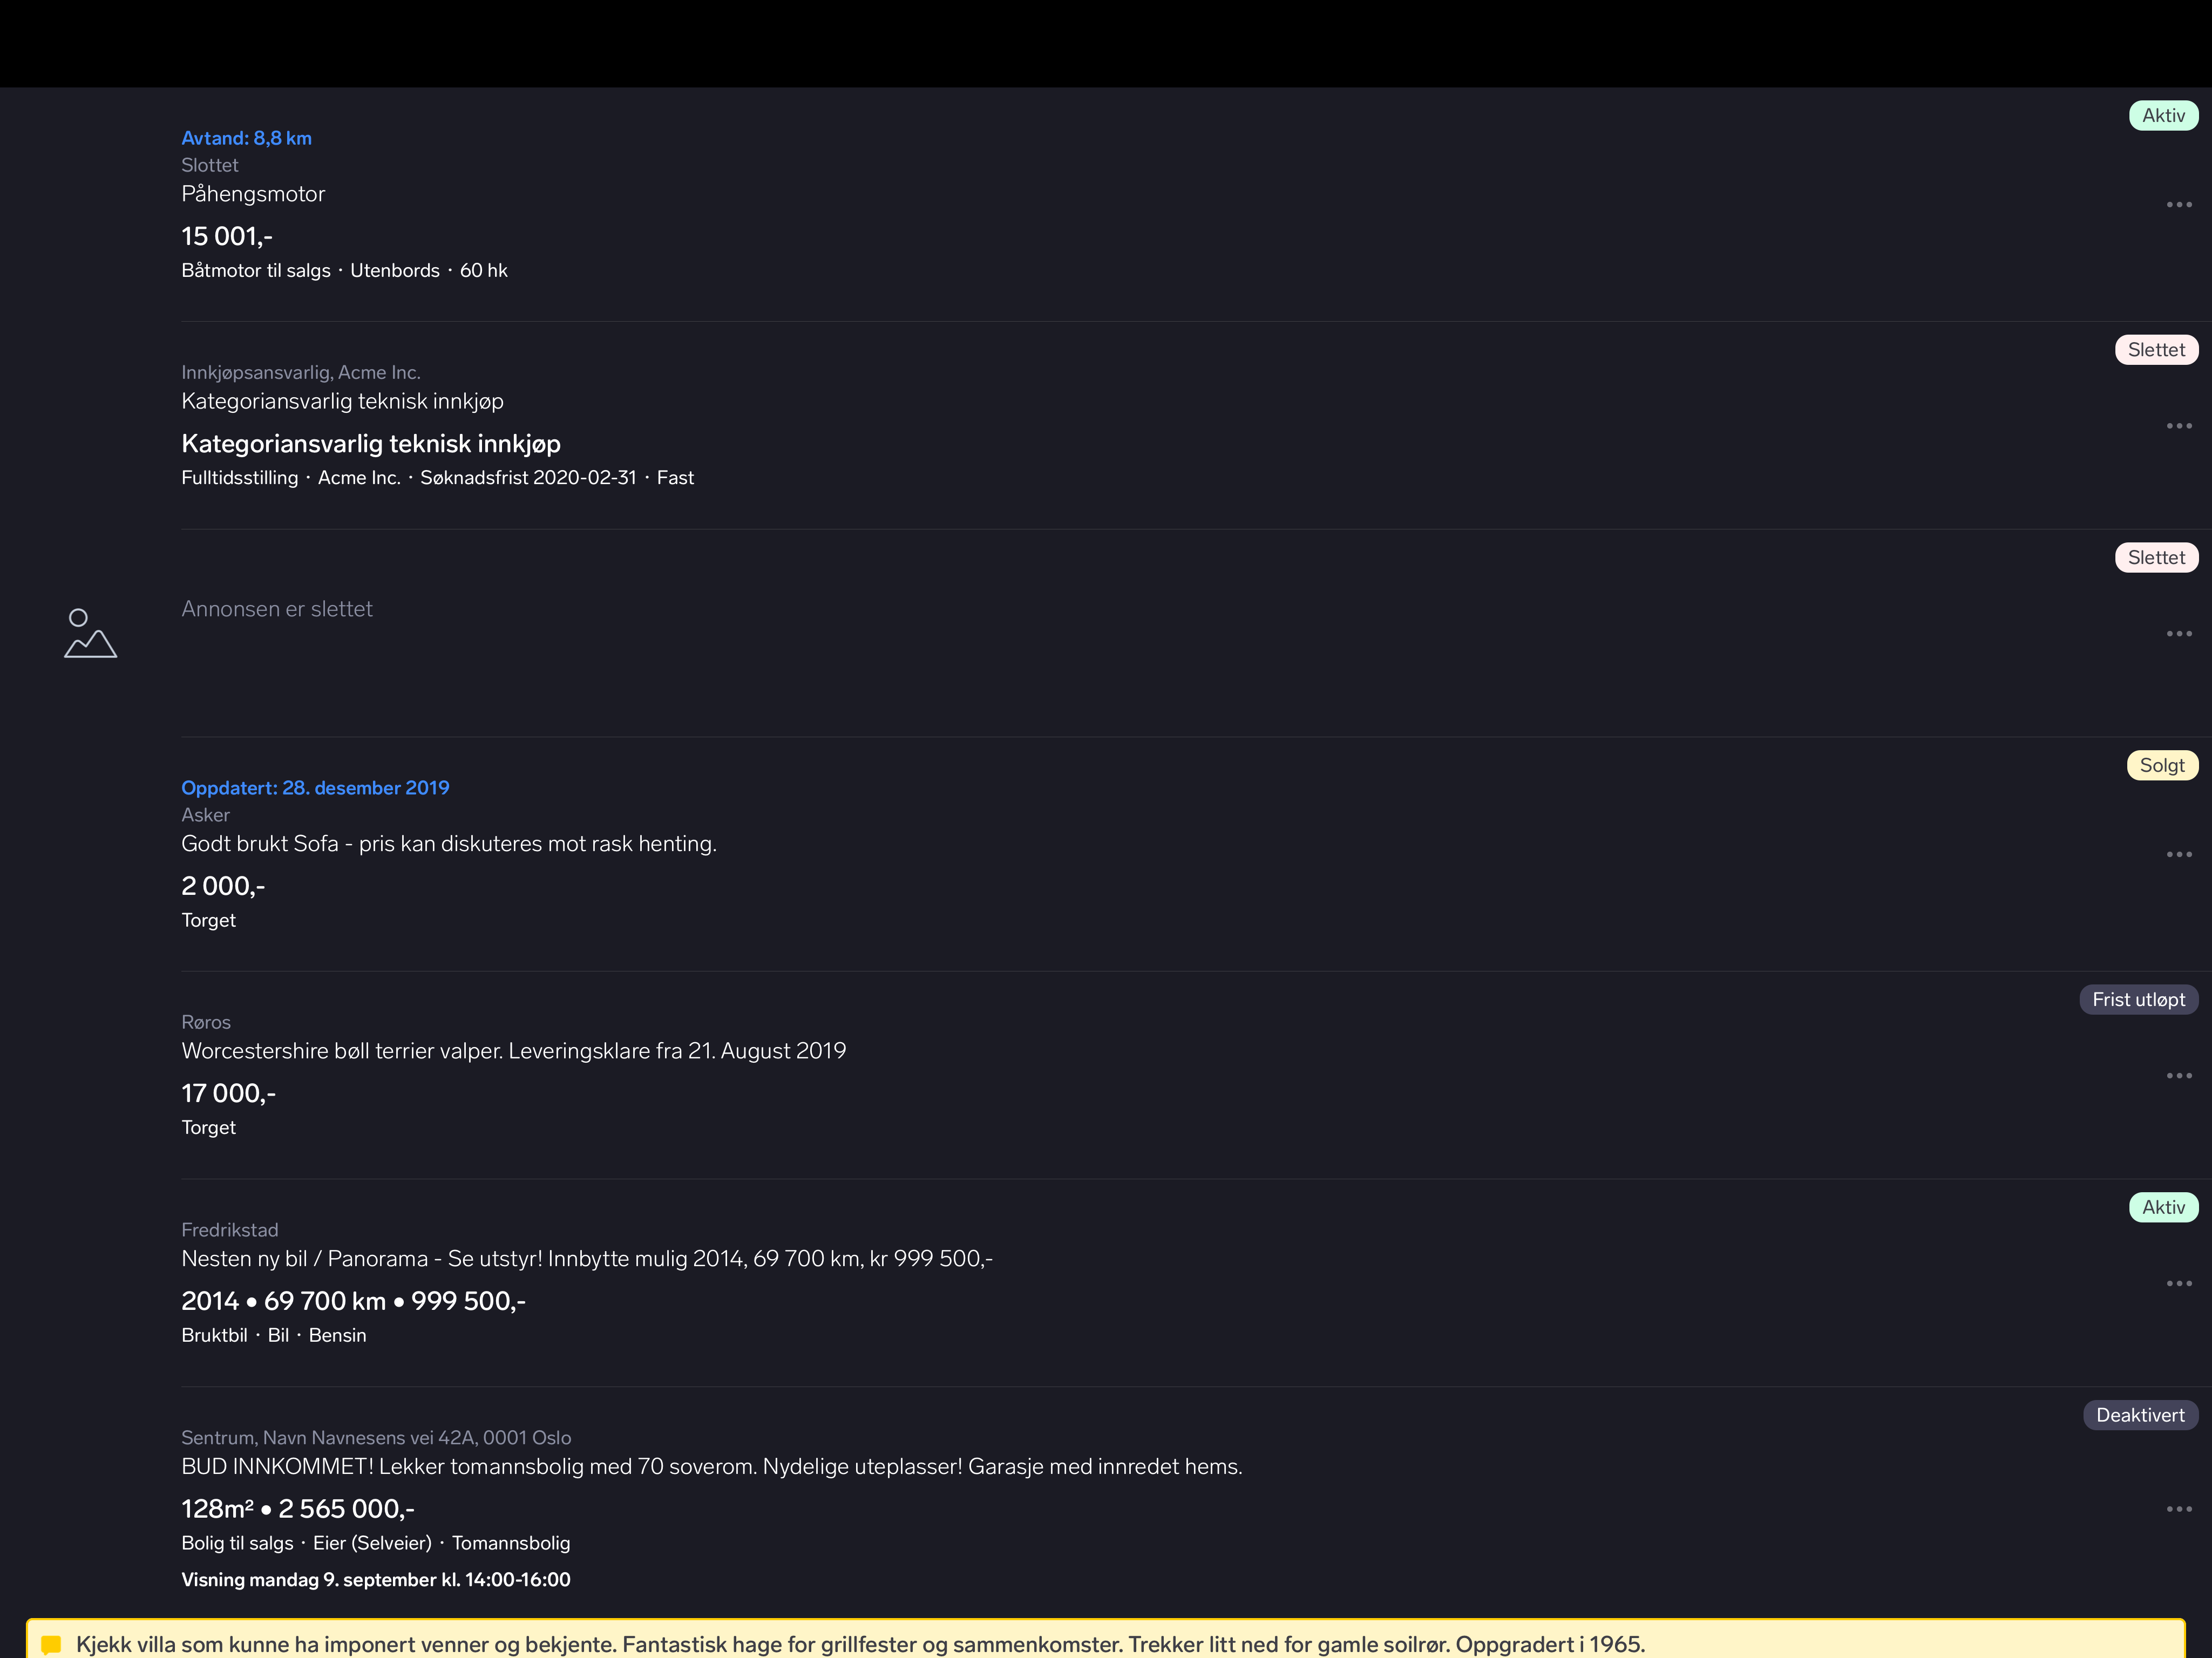 Aktiv
Avtand: 8,8 km
Slottet
Påhengsmotor
15 001,-
Båtmotor til salgs · Utenbords · 60 hk
Slettet
Innkjøpsansvarlig, Acme Inc.
Kategoriansvarlig teknisk innkjøp
Kategoriansvarlig teknisk innkjøp
Fulltidsstilling · Acme Inc. · Søknadsfrist 2020-02-31 · Fast
Slettet
Annonsen er slettet
Solgt
Oppdatert: 28. desember 2019
Asker
Godt brukt Sofa - pris kan diskuteres mot rask henting.
2 000,-
Torget
Frist utløpt
Røros
Worcestershire bøll terrier valper. Leveringsklare fra 21. August 2019
17 000,-
Torget
Aktiv
Fredrikstad
Nesten ny bil / Panorama - Se utstyr! Innbytte mulig 2014, 69 700 km, kr 999 500,-
2014 • 69 700 km • 999 500,-
Bruktbil · Bil · Bensin
Deaktivert
Sentrum, Navn Navnesens vei 42A, 0001 Oslo
BUD INNKOMMET! Lekker tomannsbolig med 70 soverom. Nydelige uteplasser! Garasje med innredet hems.
128m² • 2 565 000,-
Bolig til salgs · Eier (Selveier) · Tomannsbolig
Visning mandag 9. september kl. 14:00-16:00
Kjekk villa som kunne ha imponert venner og bekjente. Fantastisk hage for grillfester og sammenkomster. Trekker litt ned for gamle soilrør. Oppgradert i 1965.